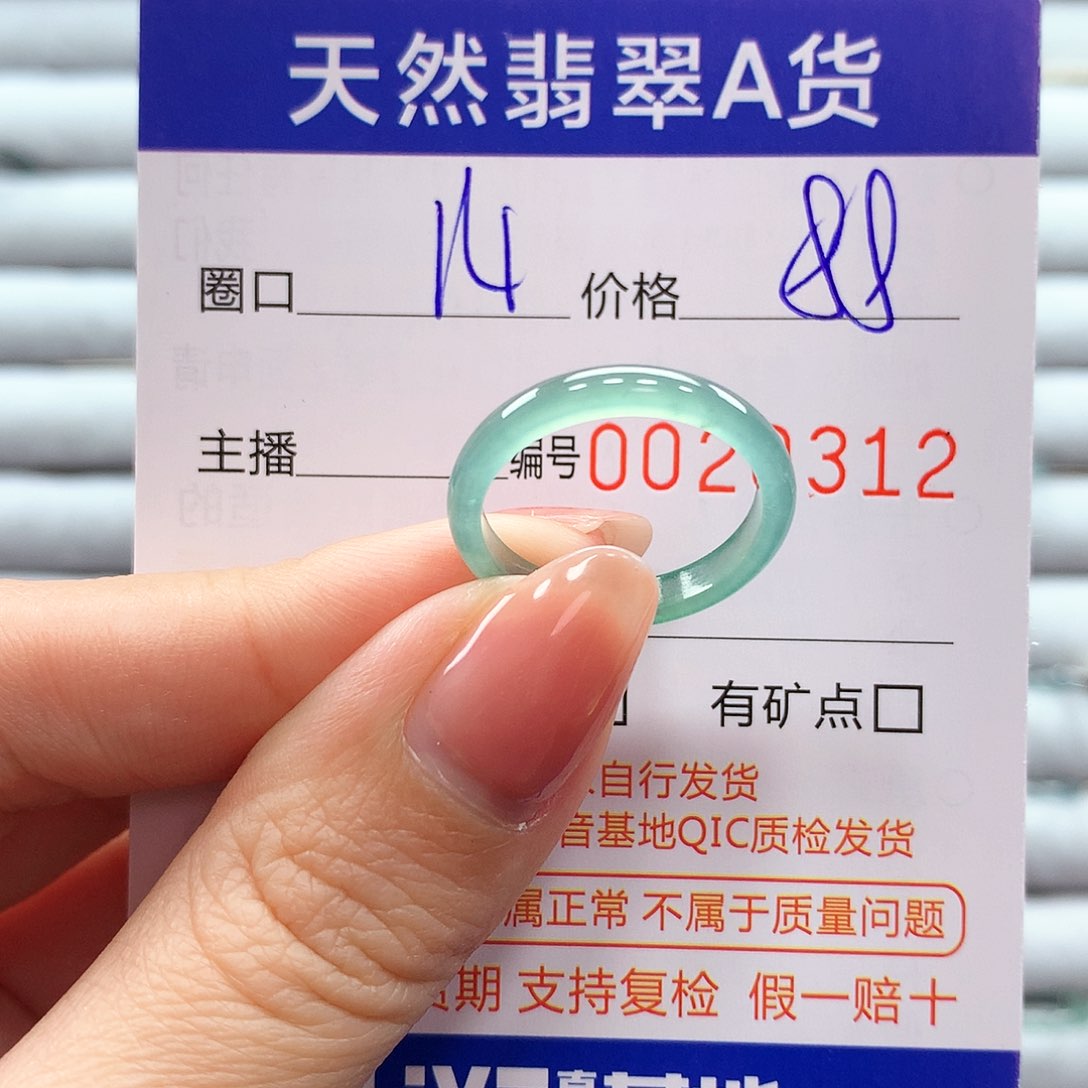 天然翡翠A货
圈口 14 价格 88
主播 编号 002 312
有矿点
自行发货
音基地QIC质检发货
属正常 不属于质量问题
期 支持复检 假一赔十